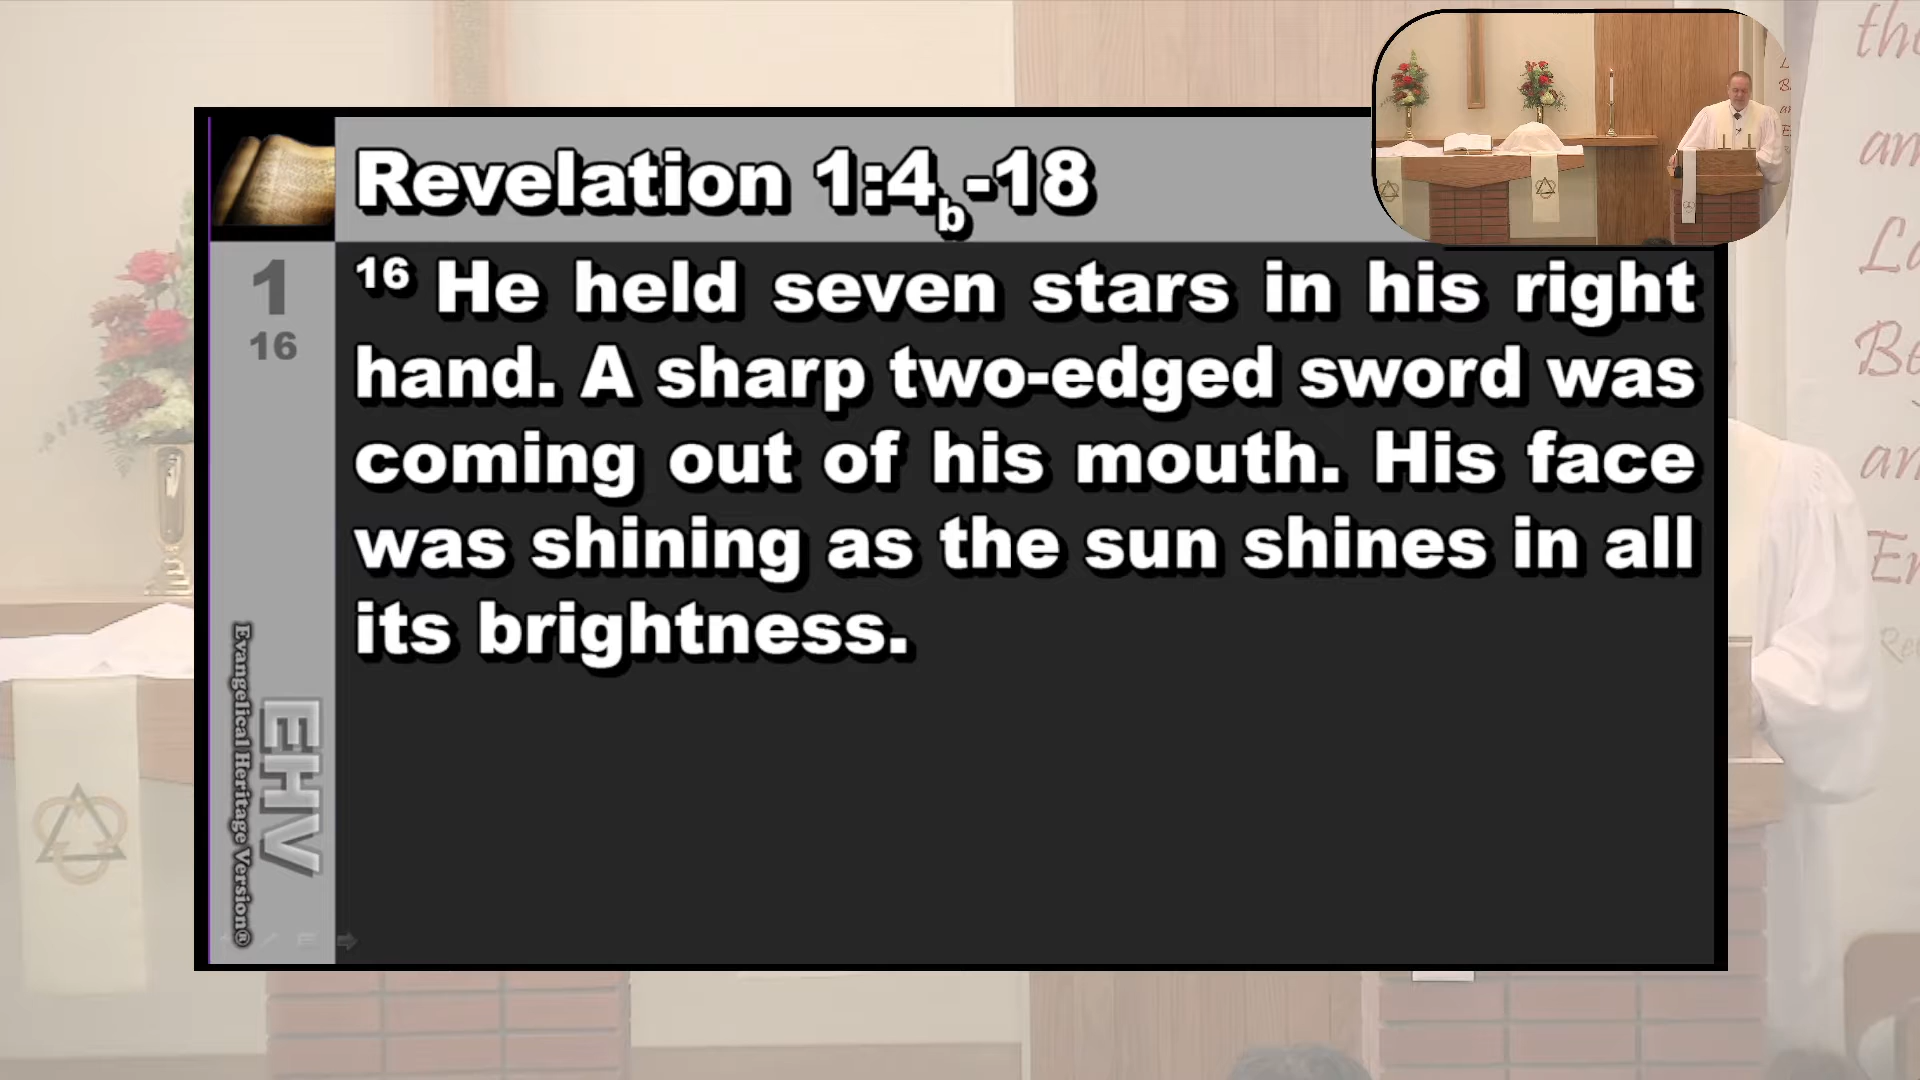 Revelation 1:4b-18
1
16
16 He held seven stars in his right
hand. A sharp two-edged sword was
coming out of his mouth. His face
was shining as the sun shines in all
its brightness.
EHV
Evangelical Heritage Version®